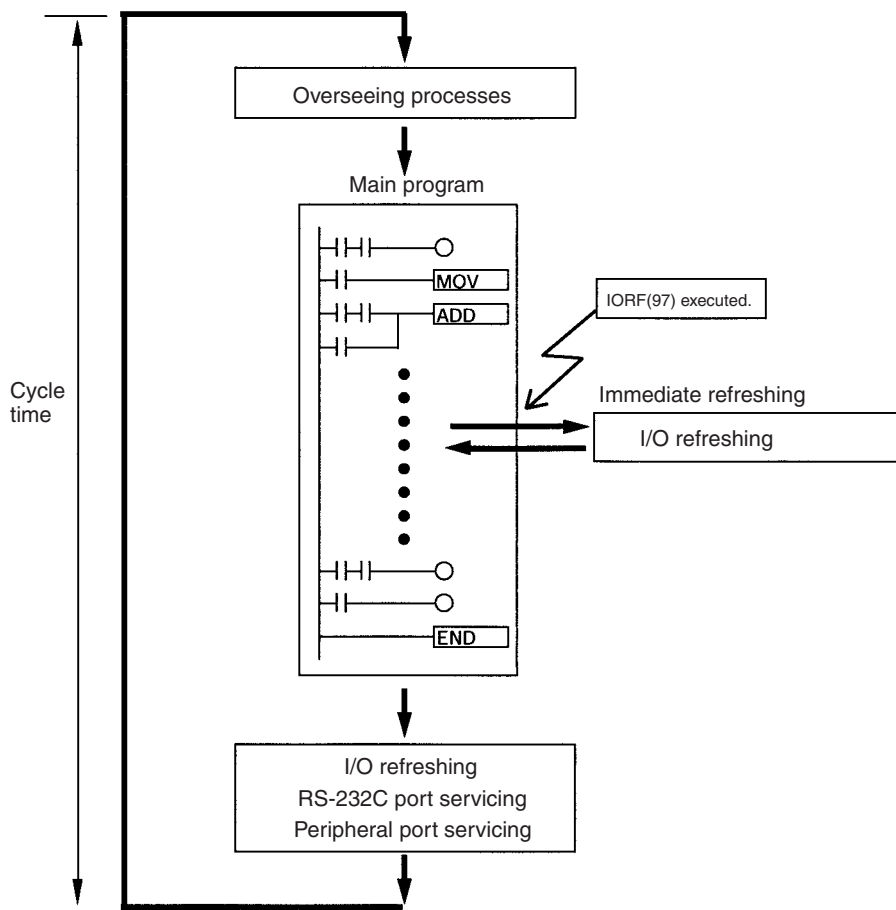 Overseeing processes
Main program
MOV
IORF(97) executed.
ADD
Cycle
time
Immediate refreshing
I/O refreshing
END
I/O refreshing
RS-232C port servicing
Peripheral port servicing